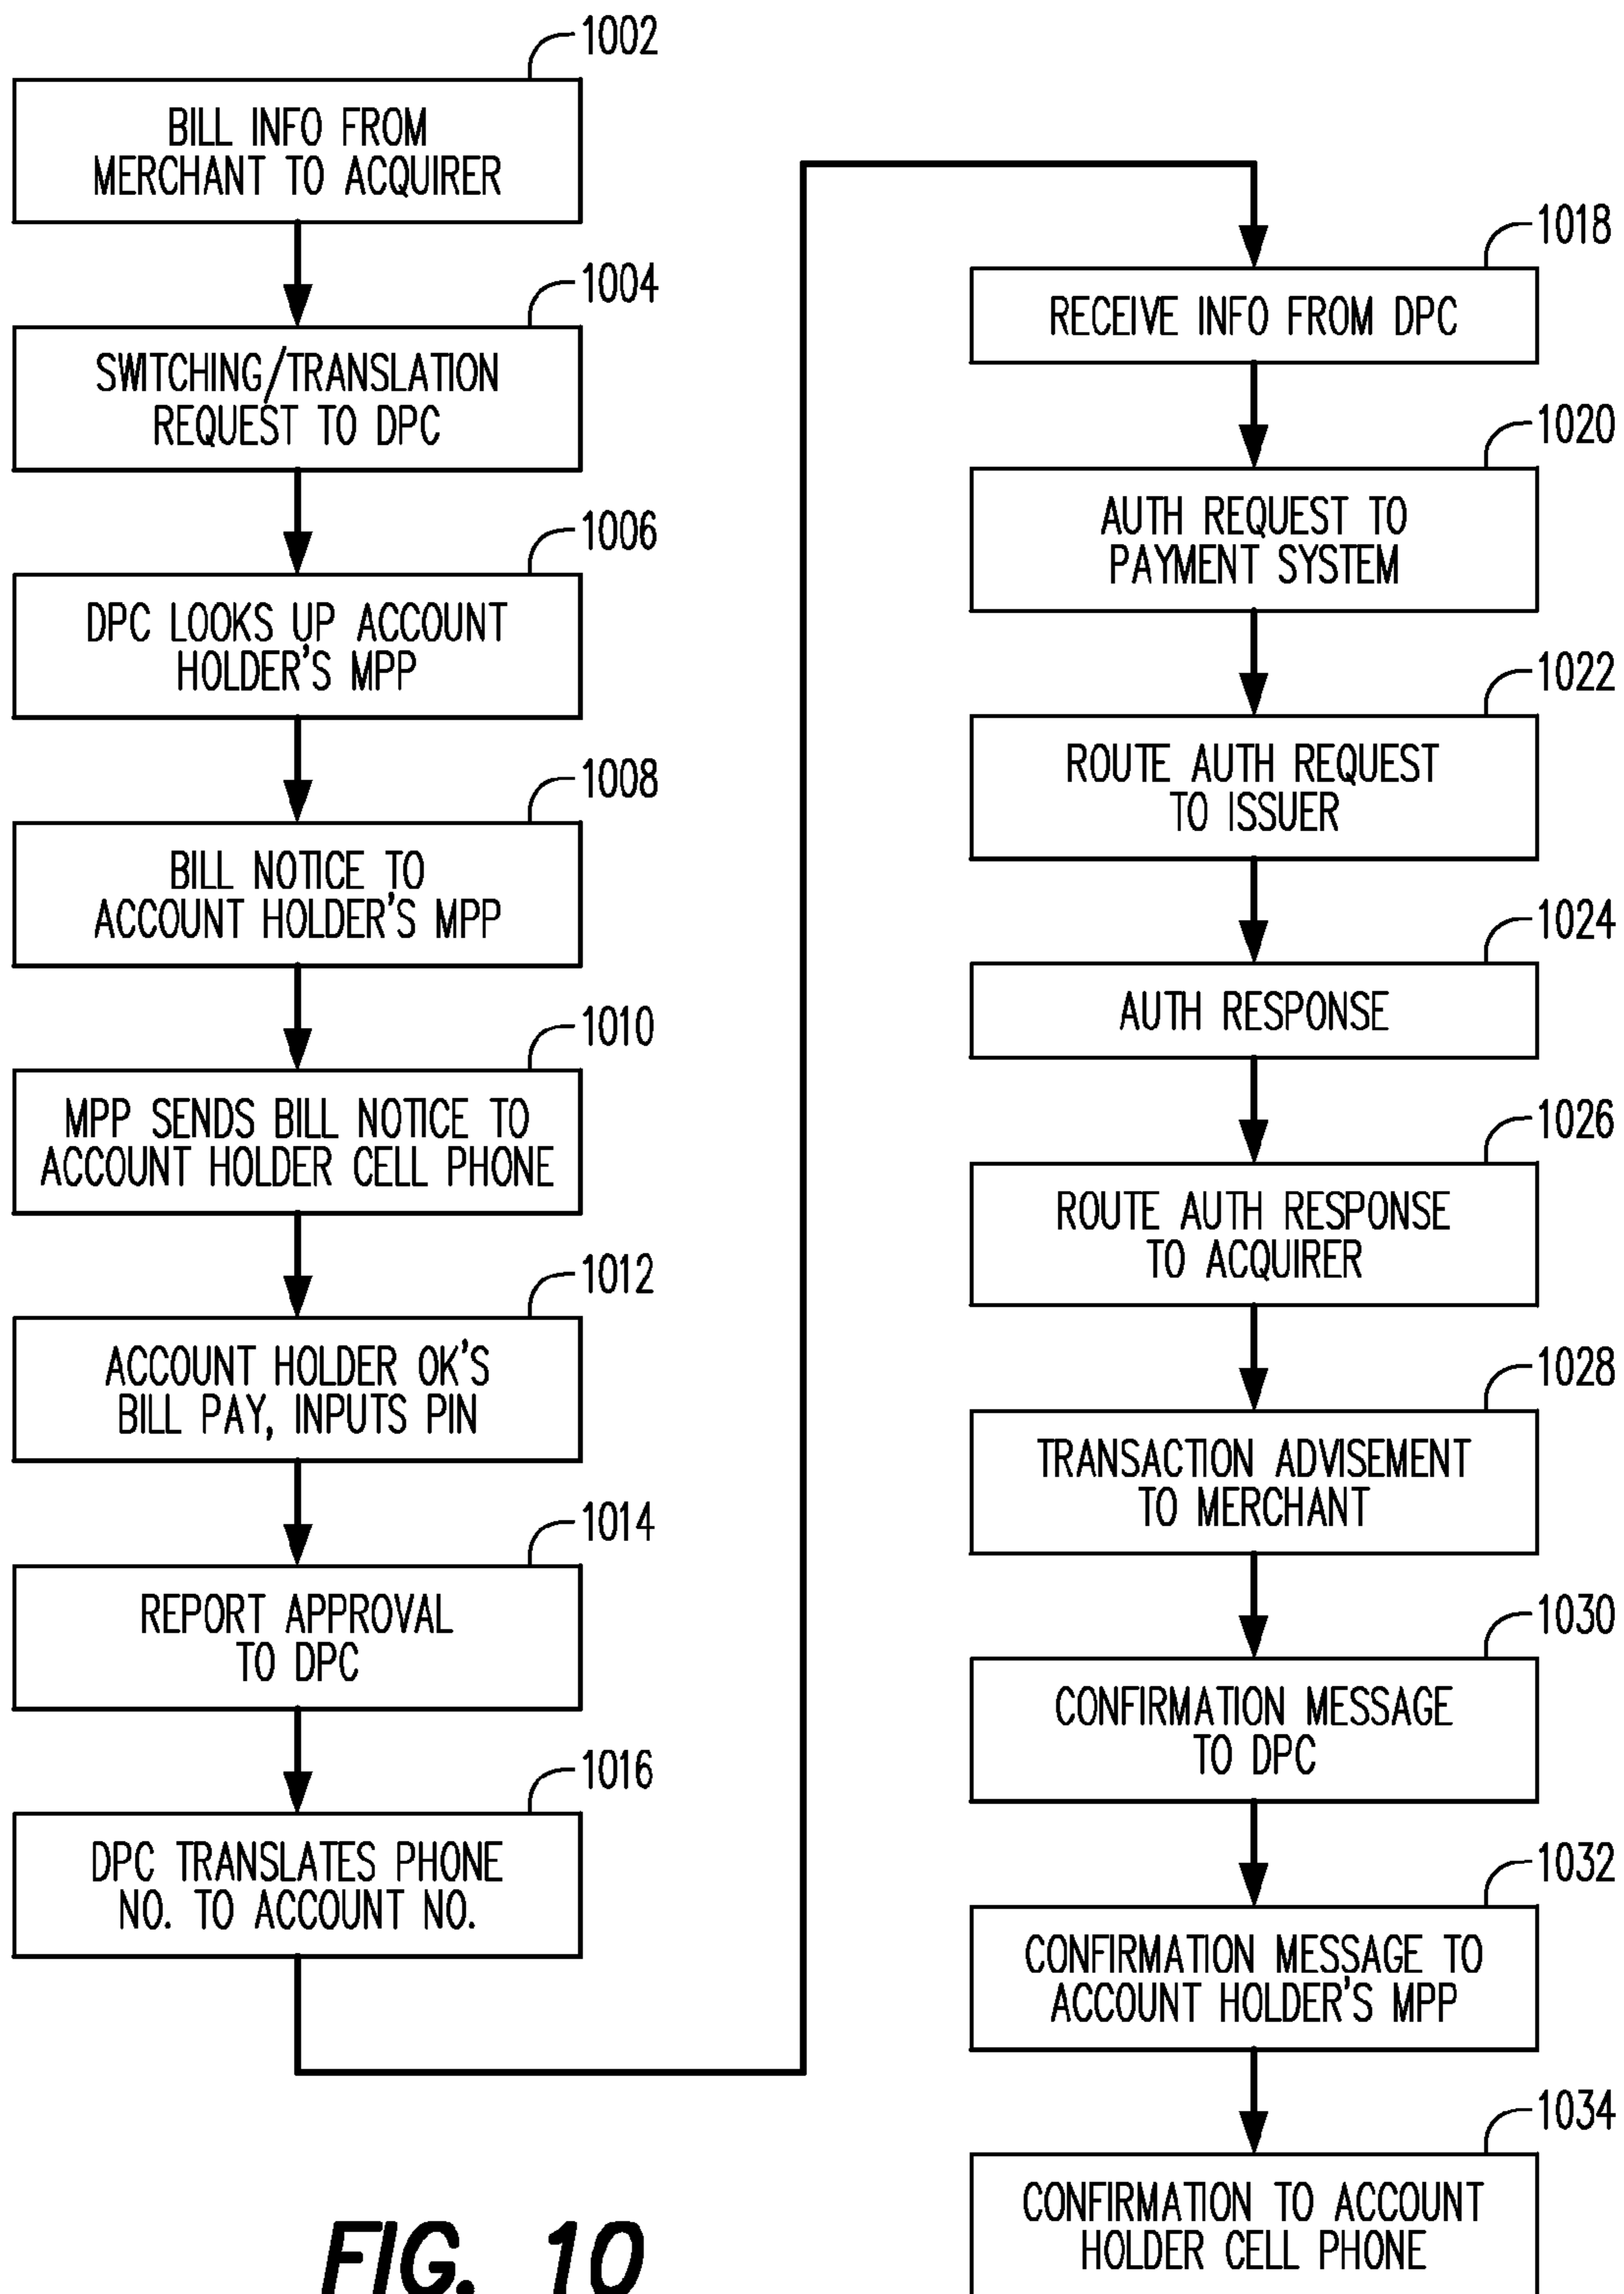 1002
BILL INFO FROM
MERCHANT TO ACQUIRER
1004
SWITCHING/TRANSLATION
REQUEST TO DPC
1006
DPC LOOKS UP ACCOUNT
HOLDER'S MPP
1008
BILL NOTICE TO
ACCOUNT HOLDER'S MPP
1010
MPP SENDS BILL NOTICE TO
ACCOUNT HOLDER CELL PHONE
1012
ACCOUNT HOLDER OK'S
BILL PAY, INPUTS PIN
1014
REPORT APPROVAL
TO DPC
1016
DPC TRANSLATES PHONE
NO. TO ACCOUNT NO.
1018
RECEIVE INFO FROM DPC
1020
AUTH REQUEST TO
PAYMENT SYSTEM
1022
ROUTE AUTH REQUEST
TO ISSUER
1024
AUTH RESPONSE
1026
ROUTE AUTH RESPONSE
TO ACQUIRER
1028
TRANSACTION ADVISEMENT
TO MERCHANT
1030
CONFIRMATION MESSAGE
TO DPC
1032
CONFIRMATION MESSAGE TO
ACCOUNT HOLDER'S MPP
1034
CONFIRMATION TO ACCOUNT
HOLDER CELL PHONE
FIG. 10